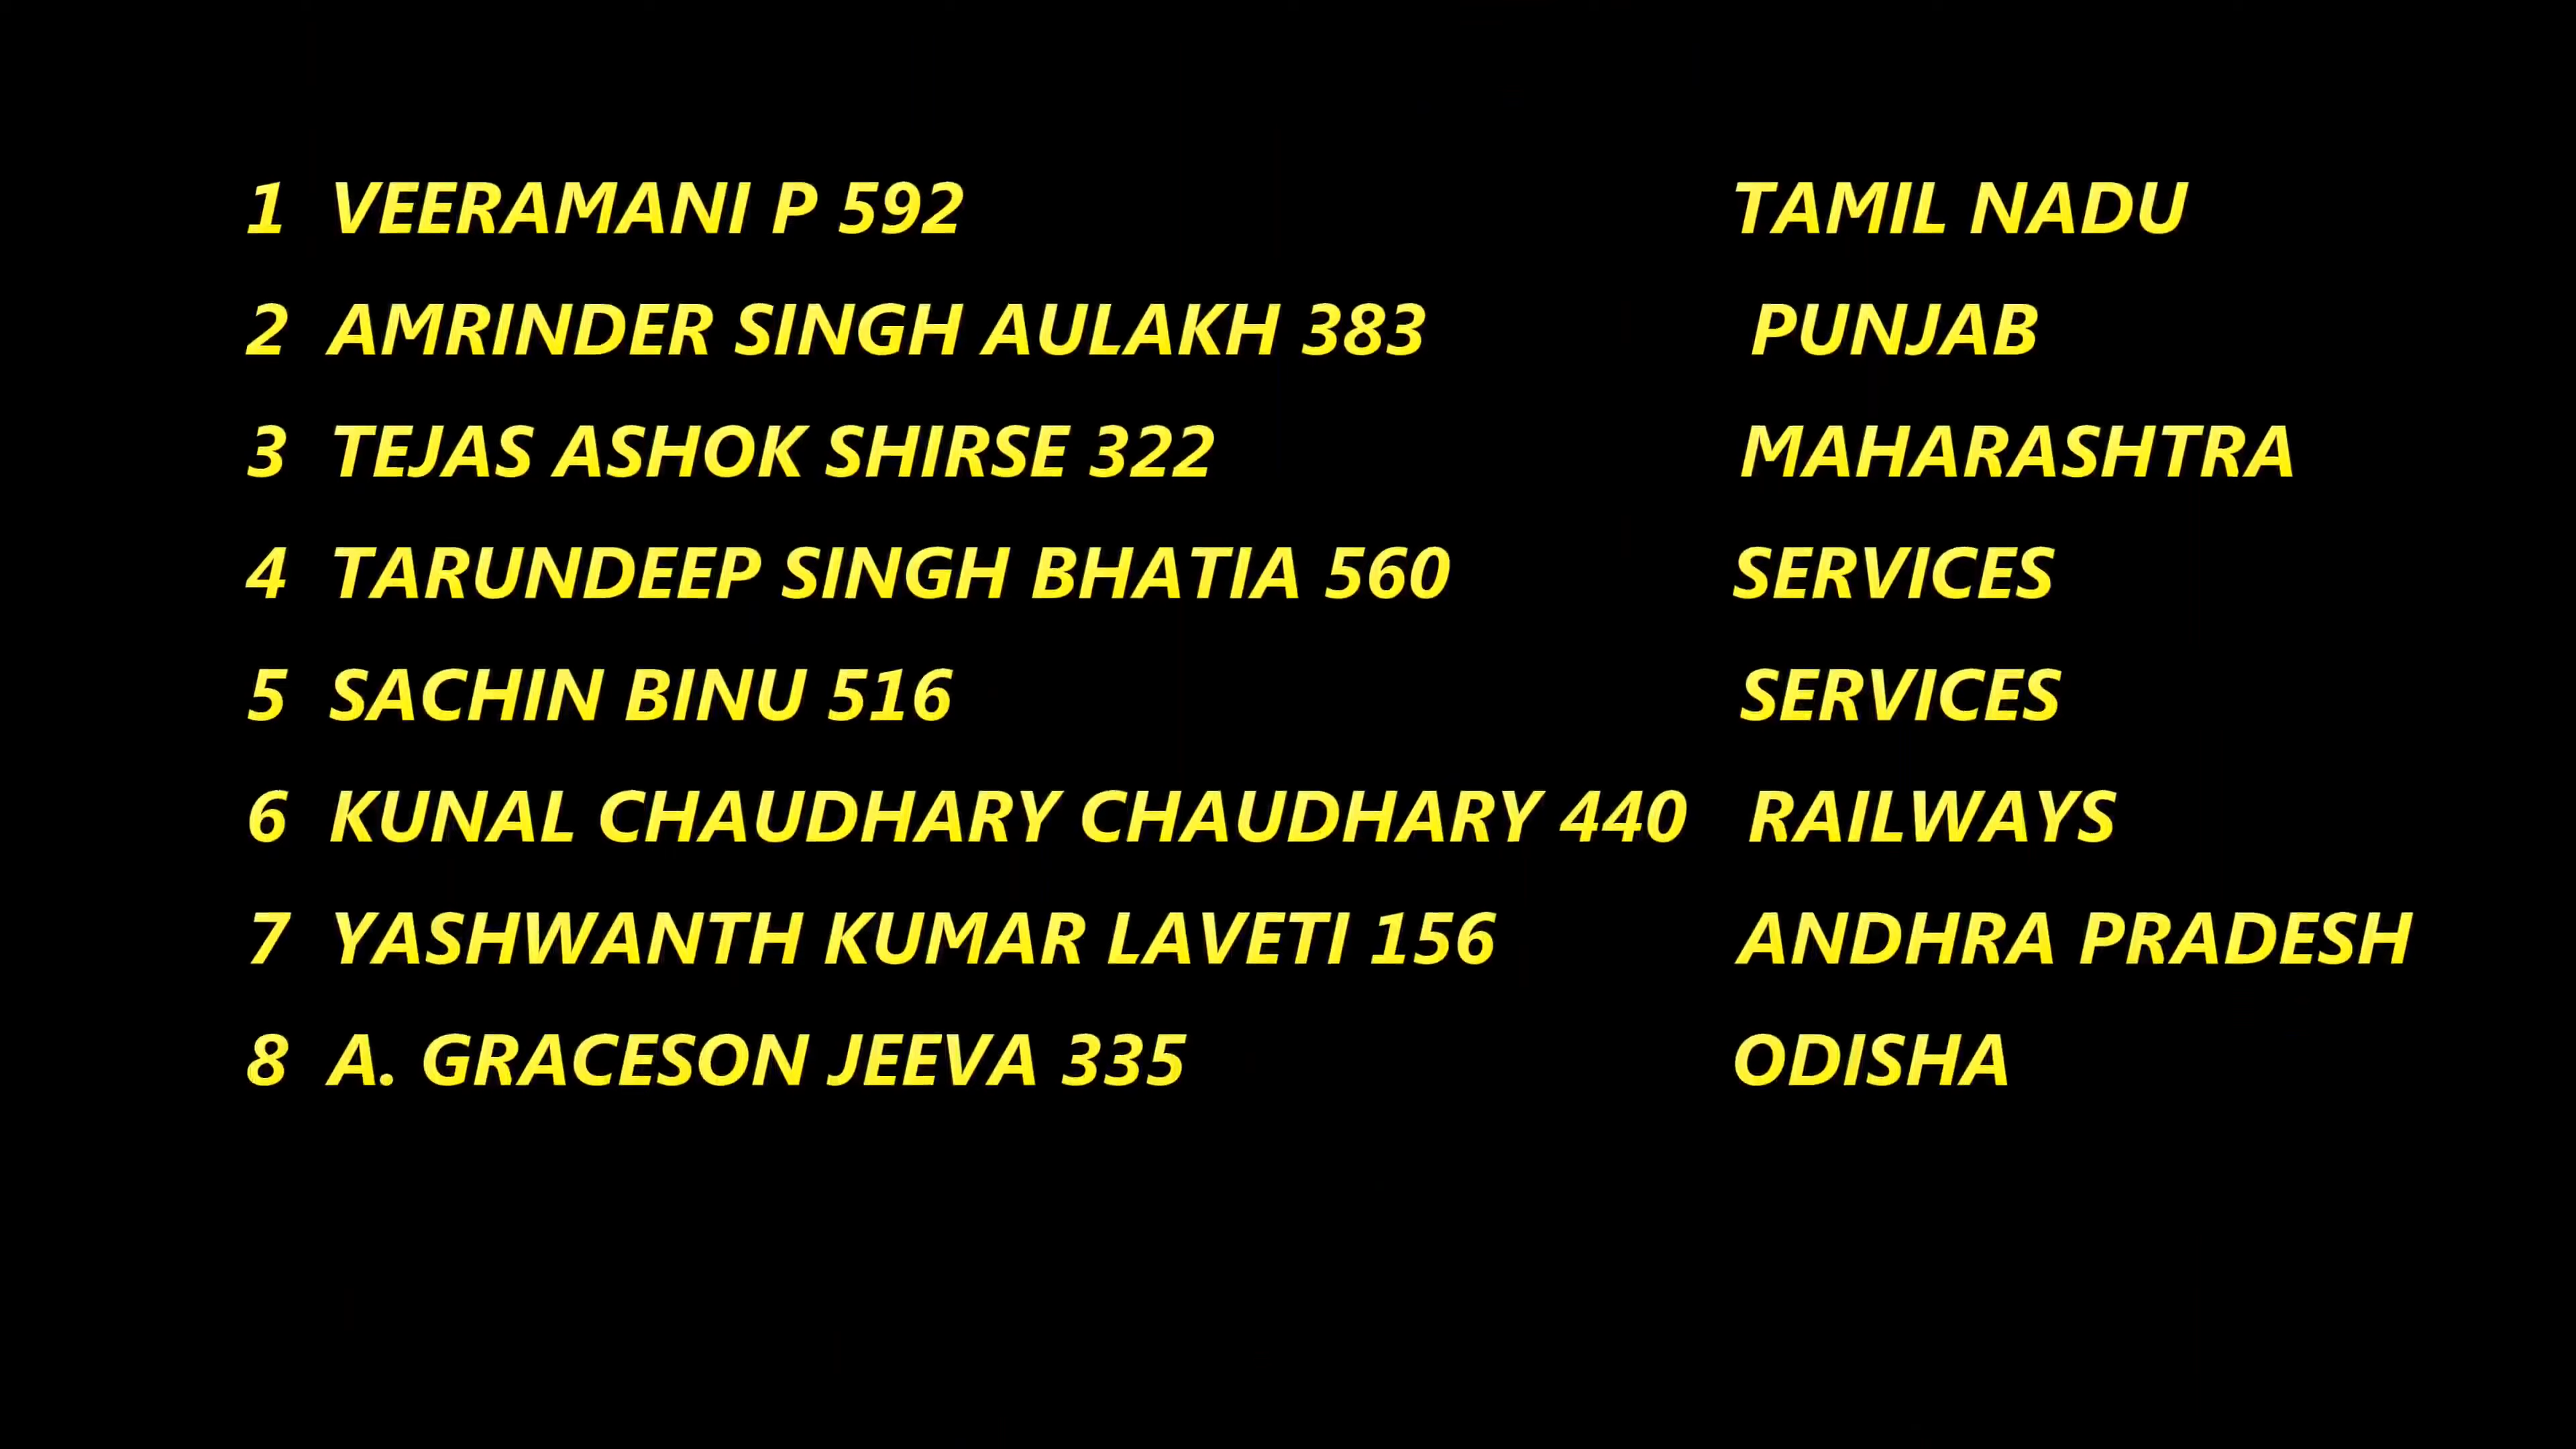 1 VEERAMANI P 592 TAMIL NADU
2 AMRINDER SINGH AULAKH 383 PUNJAB
3 TEJAS ASHOK SHIRSE 322 MAHARASHTRA
4 TARUNDEEP SINGH BHATIA 560 SERVICES
5 SACHIN BINU 516 SERVICES
6 KUNAL CHAUDHARY CHAUDHARY 440 RAILWAYS
7 YASHWANTH KUMAR LAVETI 156 ANDHRA PRADESH
8 A. GRACESON JEEVA 335 ODISHA